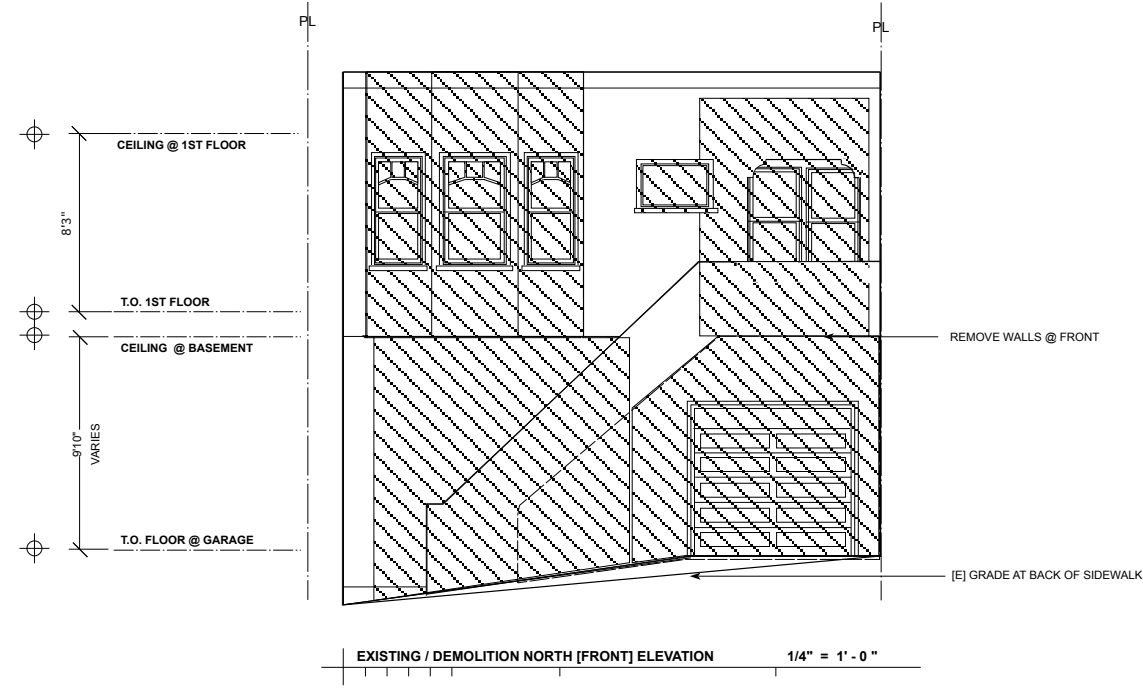 PL
PL
CEILING @ 1ST FLOOR
8'3"
T.O. 1ST FLOOR
CEILING @ BASEMENT
REMOVE WALLS @ FRONT
9'10"
VARIES
T.O. FLOOR @ GARAGE
[E] GRADE AT BACK OF SIDEWALK
EXISTING / DEMOLITION NORTH [FRONT] ELEVATION 1/4" = 1' - 0 "